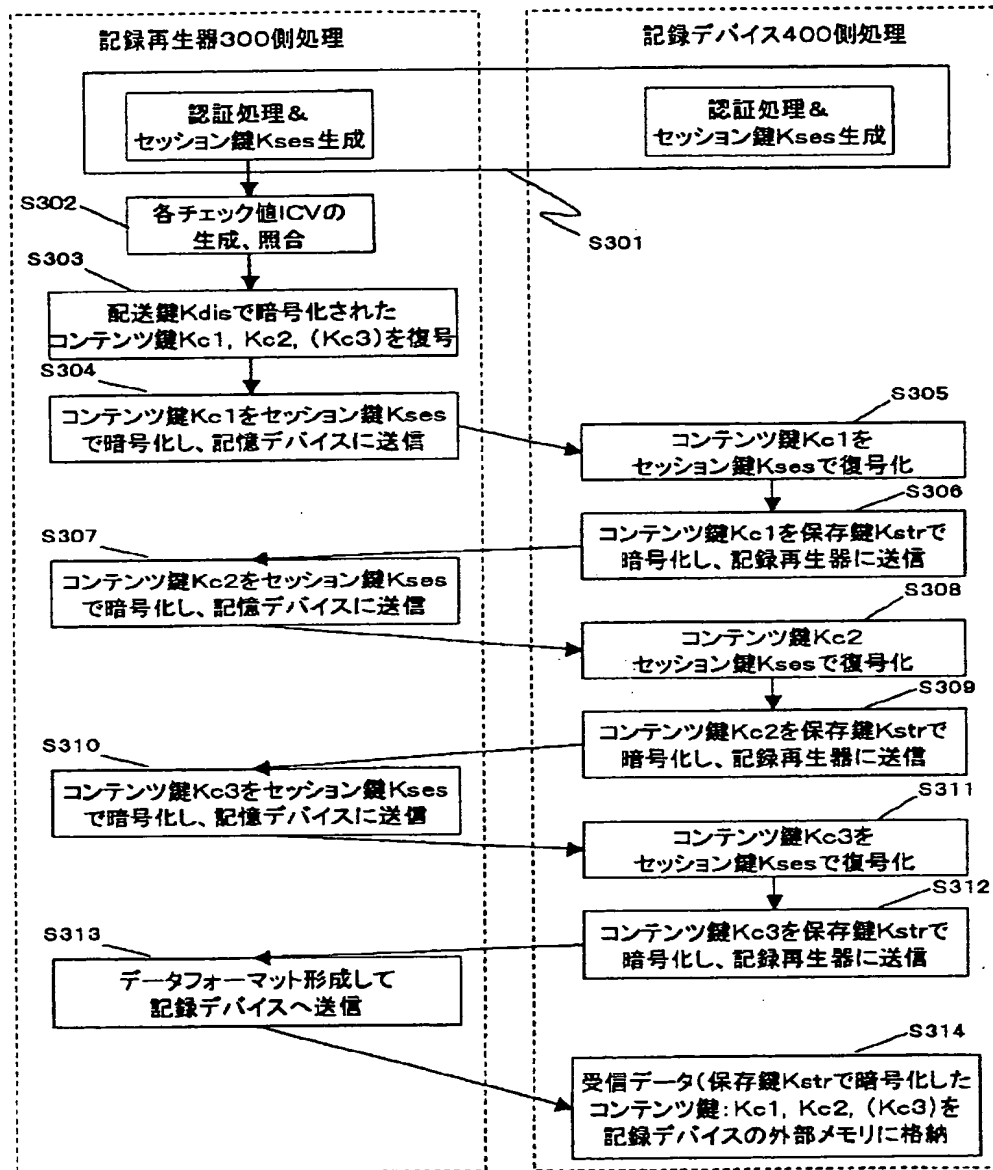 記録再生器300側処理
記録デバイス400側処理
認証処理&
セッション鍵Kses生成
認証処理&
セッション鍵Kses生成
S301
S302
各チェック値ICVの
生成、照合
S303
配送鍵Kdisで暗号化された
コンテンツ鍵Kc1, Kc2, (Kc3)を復号
S304
コンテンツ鍵Kc1をセッション鍵Kses
で暗号化し、記憶デバイスに送信
S305
コンテンツ鍵Kc1を
セッション鍵Ksesで復号化
S306
コンテンツ鍵Kc1を保存鍵Kstrで
暗号化し、記録再生器に送信
S307
コンテンツ鍵Kc2をセッション鍵Kses
で暗号化し、記憶デバイスに送信
S308
コンテンツ鍵Kc2
セッション鍵Ksesで復号化
S309
コンテンツ鍵Kc2を保存鍵Kstrで
暗号化し、記録再生器に送信
S310
コンテンツ鍵Kc3をセッション鍵Kses
で暗号化し、記憶デバイスに送信
S311
コンテンツ鍵Kc3を
セッション鍵Ksesで復号化
S312
コンテンツ鍵Kc3を保存鍵Kstrで
暗号化し、記録再生器に送信
S313
データフォーマット形成して
記録デバイスへ送信
S314
受信データ(保存鍵Kstrで暗号化した
コンテンツ鍵:Kc1, Kc2, (Kc3)を
記録デバイスの外部メモリに格納